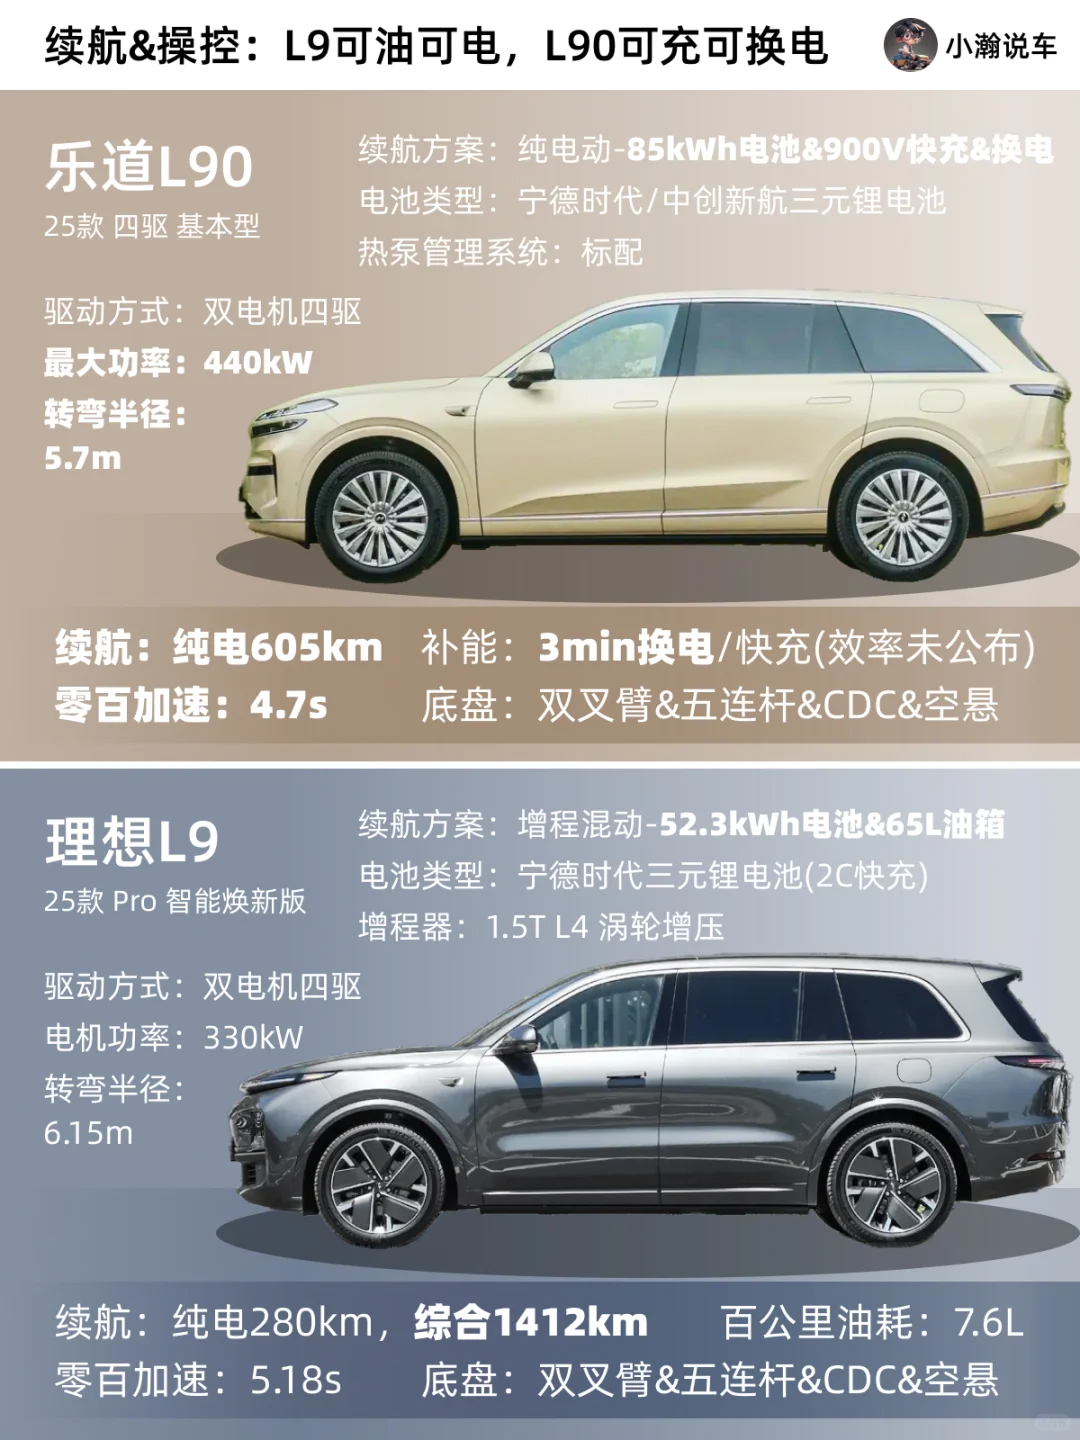 续航&操控：L9可油可电，L90可充可换电
小瀚说车
乐道L90
25款 四驱 基本型
续航方案：纯电动-85kWh电池&900V快充&换电
电池类型：宁德时代/中创新航三元锂电池
热泵管理系统：标配
驱动方式：双电机四驱
最大功率：440kW
转弯半径：
5.7m
续航：纯电605km
补能：3min换电/快充(效率未公布)
零百加速：4.7s
底盘：双叉臂&五连杆&CDC&空悬
理想L9
25款 Pro 智能焕新版
续航方案：增程混动-52.3kWh电池&65L油箱
电池类型：宁德时代三元锂电池(2C快充)
增程器：1.5T L4 涡轮增压
驱动方式：双电机四驱
电机功率：330kW
转弯半径：
6.15m
续航：纯电280km，综合1412km
百公里油耗：7.6L
零百加速：5.18s
底盘：双叉臂&五连杆&CDC&空悬